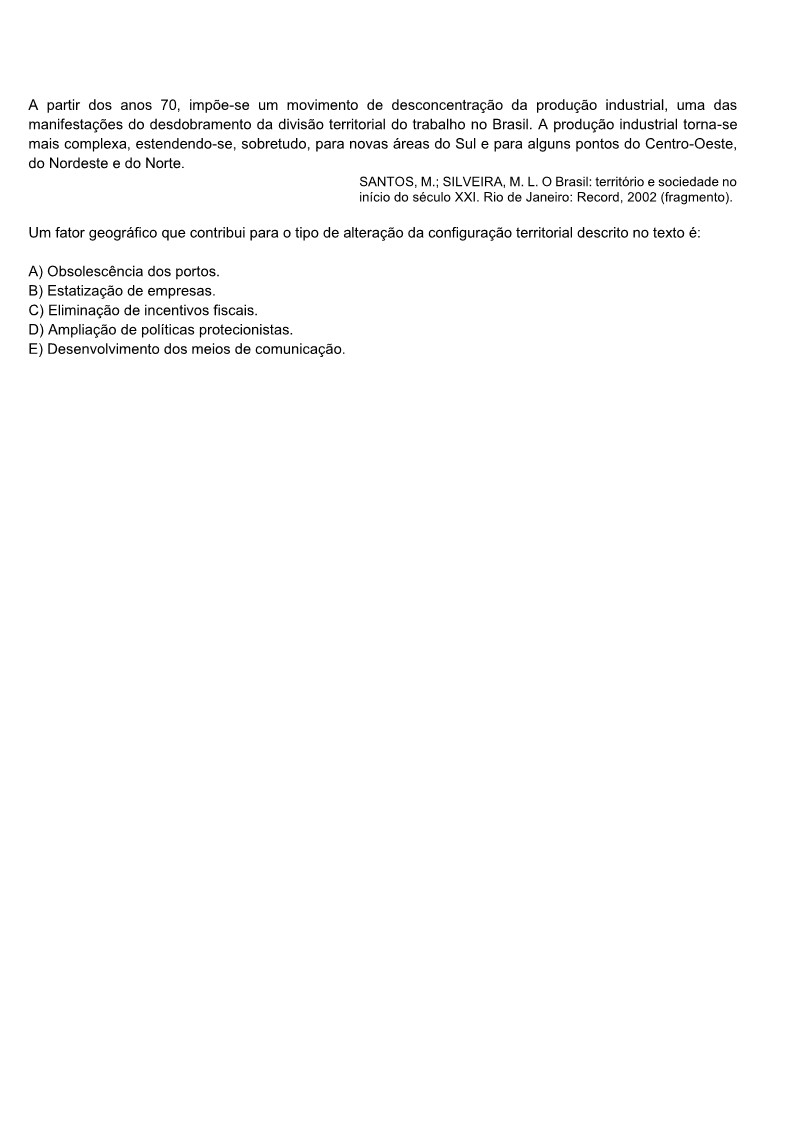 A partir dos anos 70, impõe-se um movimento de desconcentração da produção industrial, uma das
manifestações do desdobramento da divisão territorial do trabalho no Brasil. A produção industrial torna-se
mais complexa, estendendo-se, sobretudo, para novas áreas do Sul e para alguns pontos do Centro-Oeste,
do Nordeste e do Norte.
SANTOS, M.; SILVEIRA, M. L. O Brasil: território e sociedade no
início do século XXI. Rio de Janeiro: Record, 2002 (fragmento).
Um fator geográfico que contribui para o tipo de alteração da configuração territorial descrito no texto é:
A) Obsolescência dos portos.
B) Estatização de empresas.
C) Eliminação de incentivos fiscais.
D) Ampliação de políticas protecionistas.
E) Desenvolvimento dos meios de comunicação.